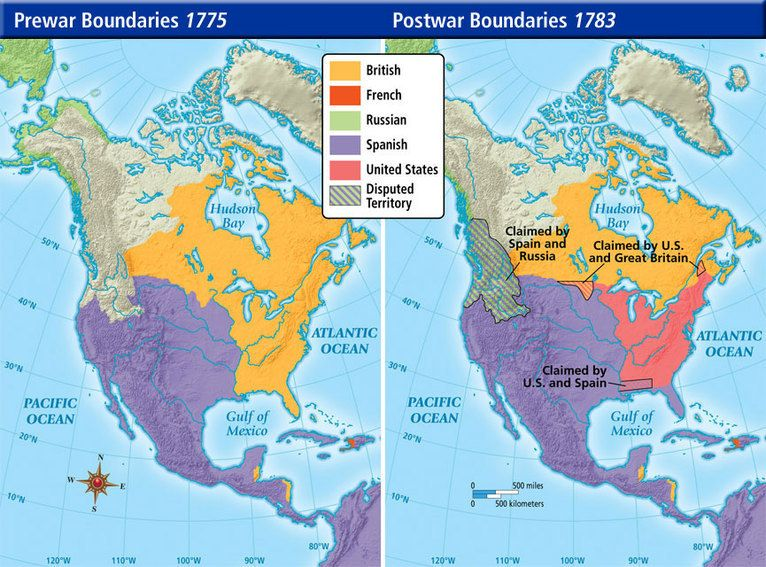 Prewar Boundaries 1775
Postwar Boundaries 1783
British
French
Russian
Spanish
United States
Disputed
Territory
Hudson
Bay
50°N
40°N
30°N
20°N
10°N
ATLANTIC
OCEAN
PACIFIC
OCEAN
Gulf of
Mexico
N
W
E
S
120°W
110°W
100°W
90°W
80°W
Hudson
Bay
Claimed by
Spain and
Russia
Claimed by U.S.
and Great Britain
50°N
40°N
30°N
20°N
10°N
ATLANTIC
OCEAN
Claimed by
U.S. and Spain
PACIFIC
OCEAN
Gulf of
Mexico
0 500 miles
0 500 kilometers
120°W
110°W
100°W
90°W
80°W